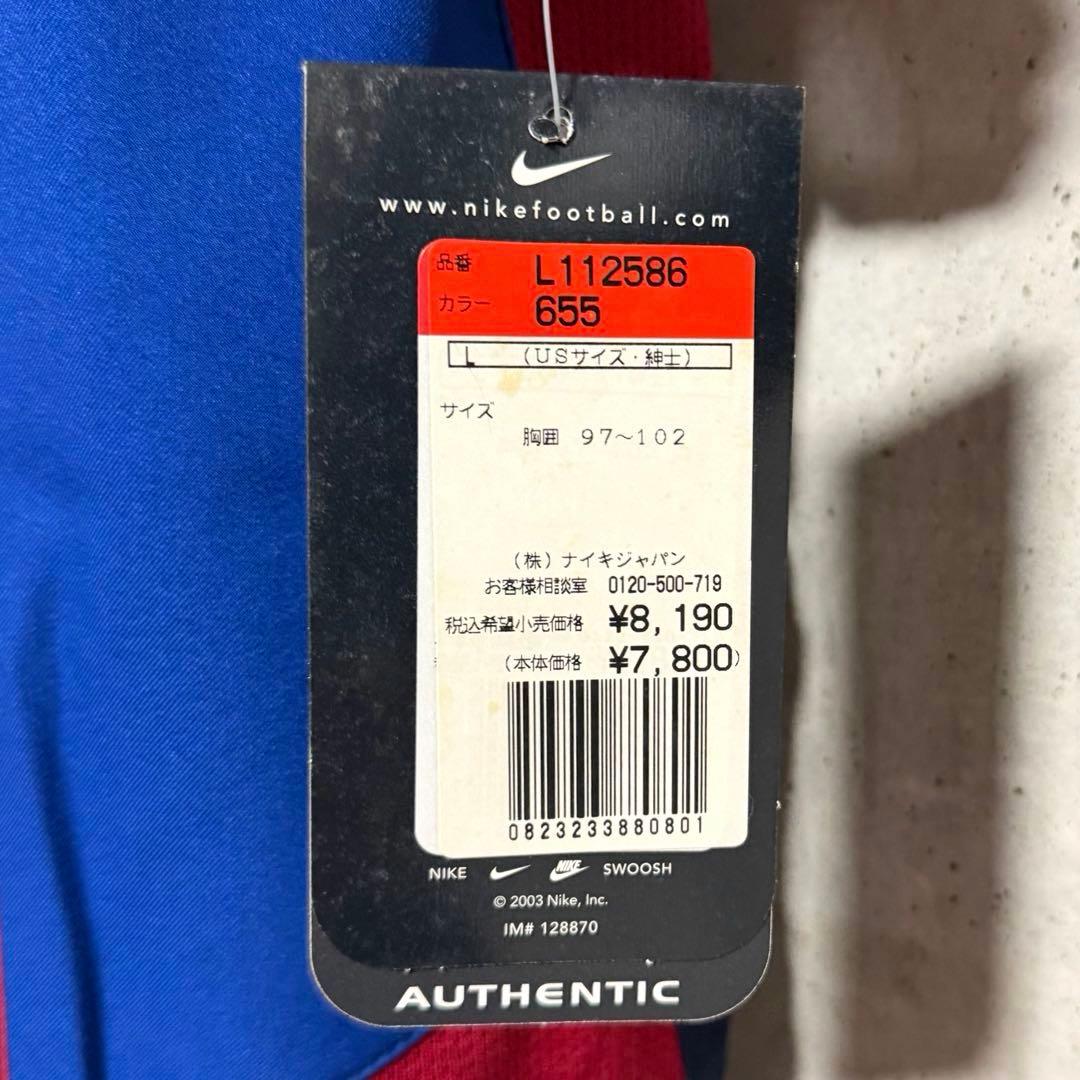 www.nikefootball.com
品番 L112586
カラー 655
L (USサイズ・紳士)
サイズ
胸囲 97～102
(株)ナイキジャパン
お客様相談室 0120-500-719
税込希望小売価格 ¥8,190
(本体価格 ¥7,800)
0823233880801
NIKE NIKE SWOOSH
© 2003 Nike, Inc.
IM# 128870
AUTHENTIC